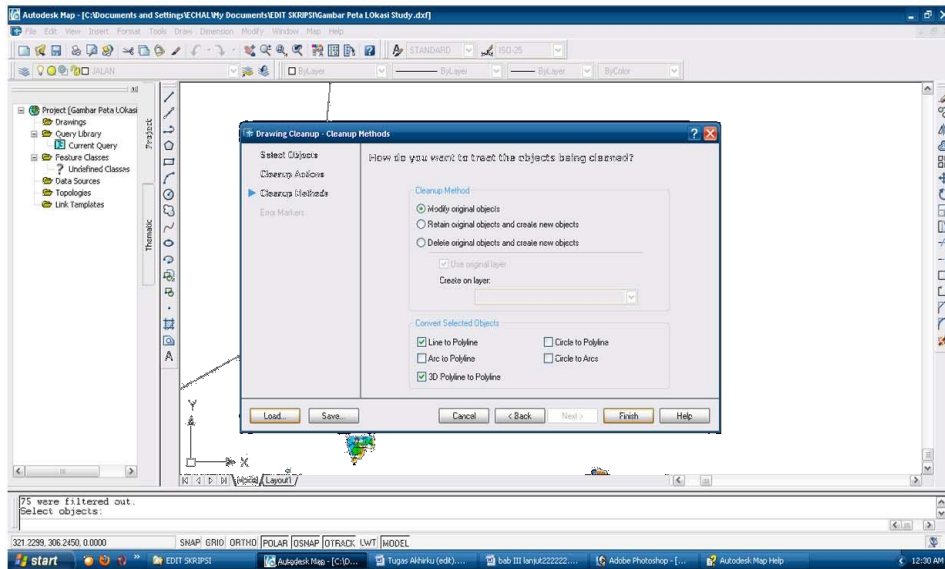 Autodesk Map - [C:\Documents and Settings\ECHAL\My Documents\EDIT SKRIPSI\Gambar Peta LOkasi Study.dxf]
File Edit View Insert Format Tools Draw Dimension Modify Window Map Help
STANDARD ISO-25
JALAN ByLayer ByLayer ByLayer ByColor
Project (Gambar Peta LOkasi
Drawings
Query Library
Current Query
Feature Classes
? Undefined Classes
Data Sources
Topologies
Link Templates
Project
Thematic
A
Drawing Cleanup - Cleanup Methods
Select Objects
Cleanup Actions
Cleanup Methods
Error Markers
How do you want to treat the objects being cleaned?
Cleanup Method
Modify original objects
Retain original objects and create new objects
Delete original objects and create new objects
Use original layer
Create on layer:
Convert Selected Objects
Line to Polyline
Circle to Polyline
Arc to Polyline
Circle to Arcs
3D Polyline to Polyline
Load... Save... Cancel < Back Next > Finish Help
Y
X
Model Layout1
75 were filtered out.
Select objects:
321.2299, 306.2450, 0.0000 SNAP GRID ORTHO POLAR OSNAP OTRACK LWT MODEL
start EDIT SKRIPSI Autodesk Map - [C:\D... Tugas Akhirku (edit).... bab III lanjut222222.... Adobe Photoshop - [... Autodesk Map Help 12:30 AM